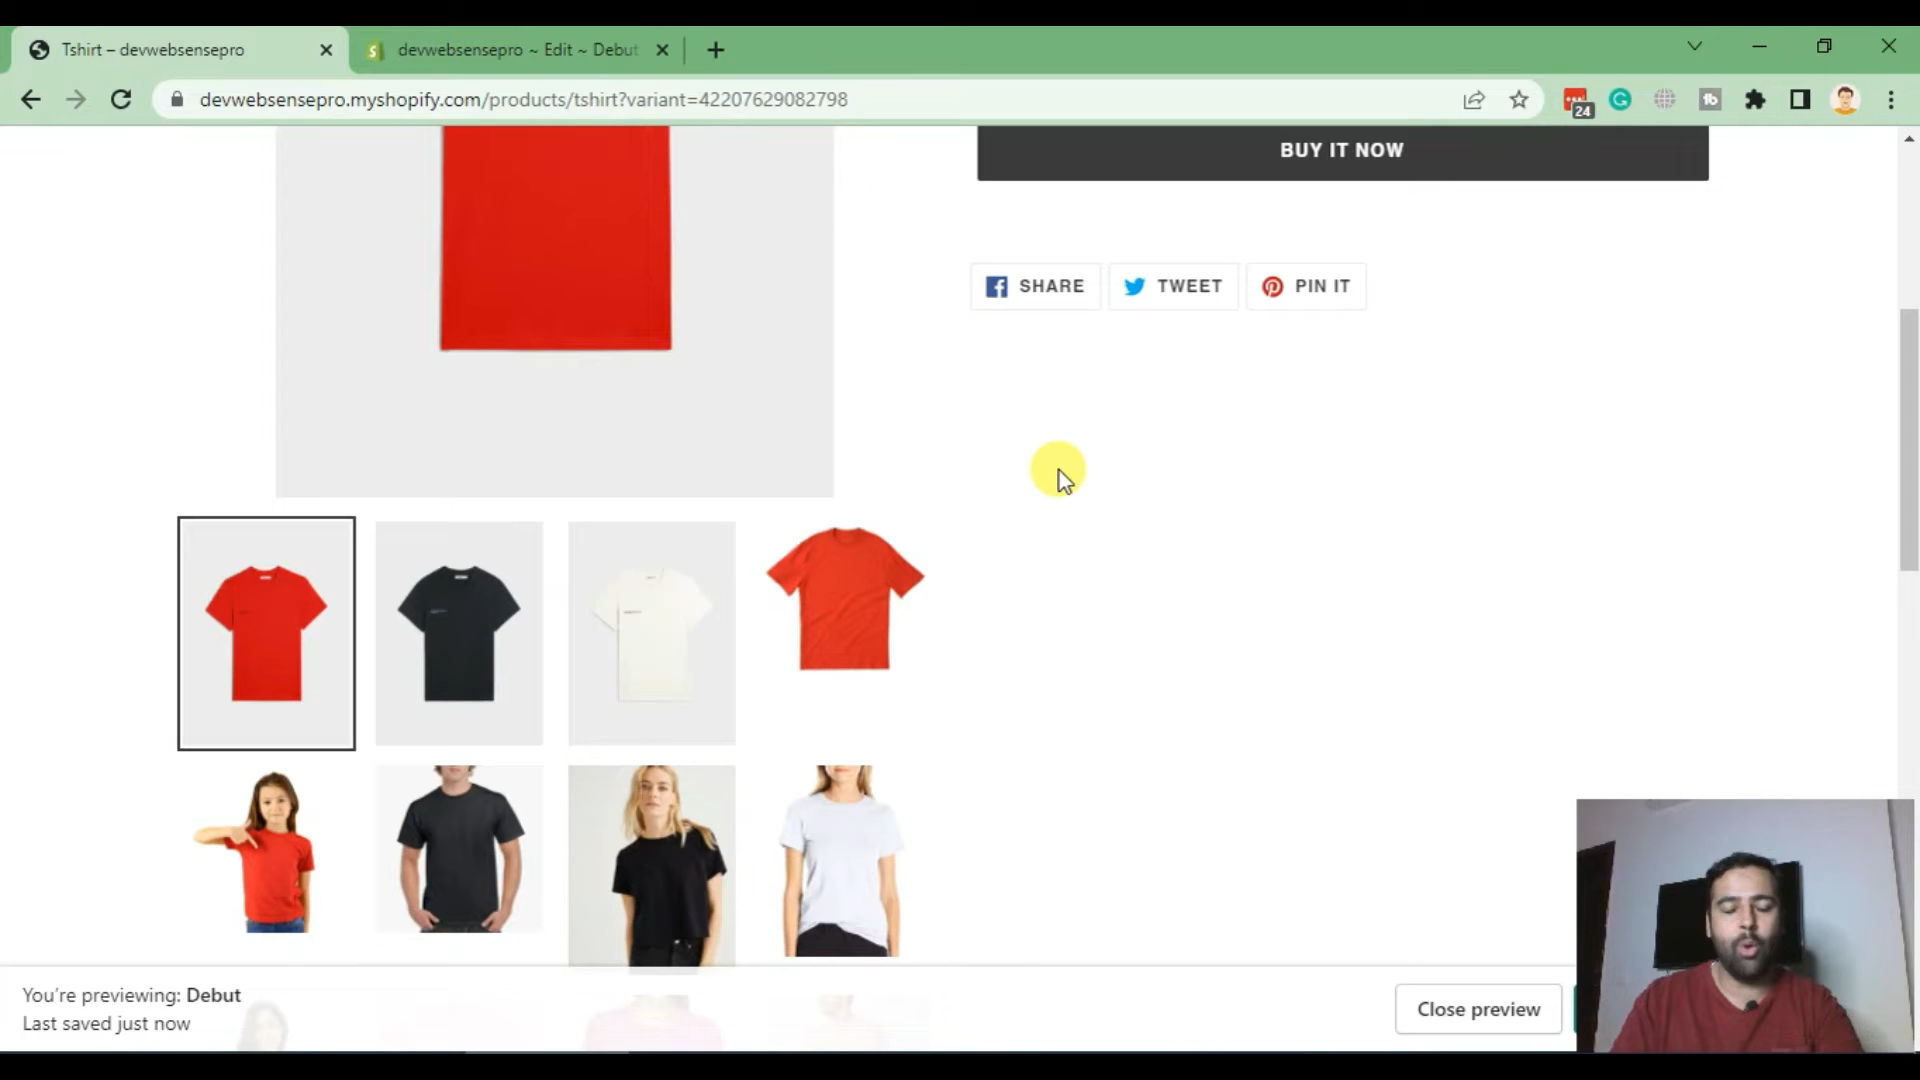 Tshirt – devwebsensepro
devwebsensepro ~ Edit ~ Debut
devwebsensepro.myshopify.com/products/tshirt?variant=42207629082798
24
BUY IT NOW
SHARE
TWEET
PIN IT
You're previewing: Debut
Last saved just now
Close preview